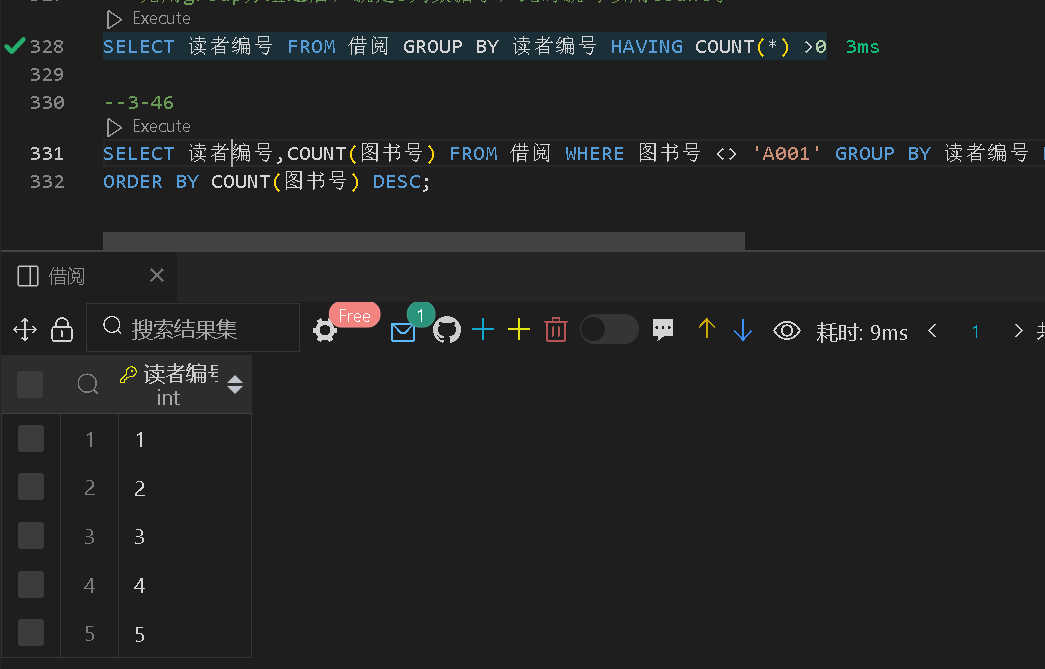 Execute
328 SELECT 读者编号 FROM 借阅 GROUP BY 读者编号 HAVING COUNT(*) >0 3ms
329
330 --3-46
Execute
331 SELECT 读者编号,COUNT(图书号) FROM 借阅 WHERE 图书号 <> 'A001' GROUP BY 读者编号
332 ORDER BY COUNT(图书号) DESC;
借阅
搜索结果集 Free 1 耗时: 9ms < 1 >
读者编号
int
1 1
2 2
3 3
4 4
5 5